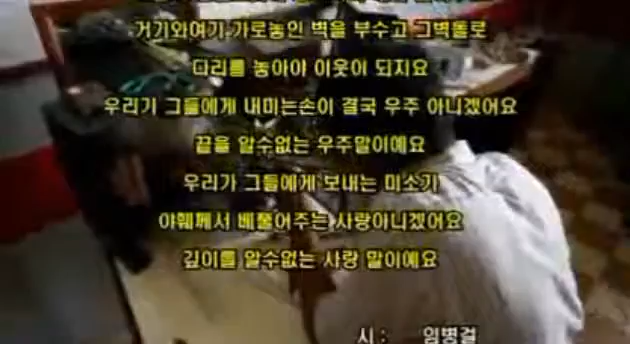 거기와여기 가로놓인 벽을 부수고 그벽돌로
다리를 놓아야 이웃이 되지요
우리가 그들에게 내미는손이 결국 우주 아니겠어요
끝을 알수없는 우주말이예요
우리가 그들에게 보내는 미소가
야훼께서 베풀어주는 사랑아니겠어요
깊이를 알수없는 사랑 말이예요
시 : 임병걸